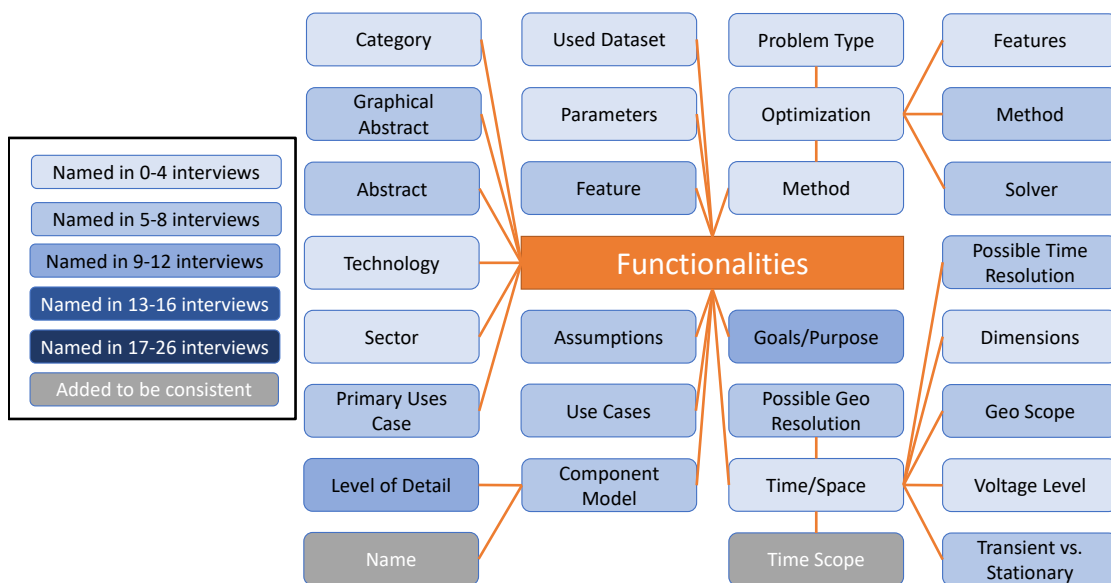 Category
Used Dataset
Problem Type
Features
Graphical
Abstract
Parameters
Optimization
Method
Named in 0-4 interviews
Named in 5-8 interviews
Named in 9-12 interviews
Named in 13-16 interviews
Named in 17-26 interviews
Added to be consistent
Abstract
Feature
Method
Solver
Technology
Functionalities
Possible Time
Resolution
Sector
Assumptions
Goals/Purpose
Dimensions
Primary Uses
Case
Use Cases
Possible Geo
Resolution
Geo Scope
Level of Detail
Component
Model
Time/Space
Voltage Level
Name
Time Scope
Transient vs.
Stationary